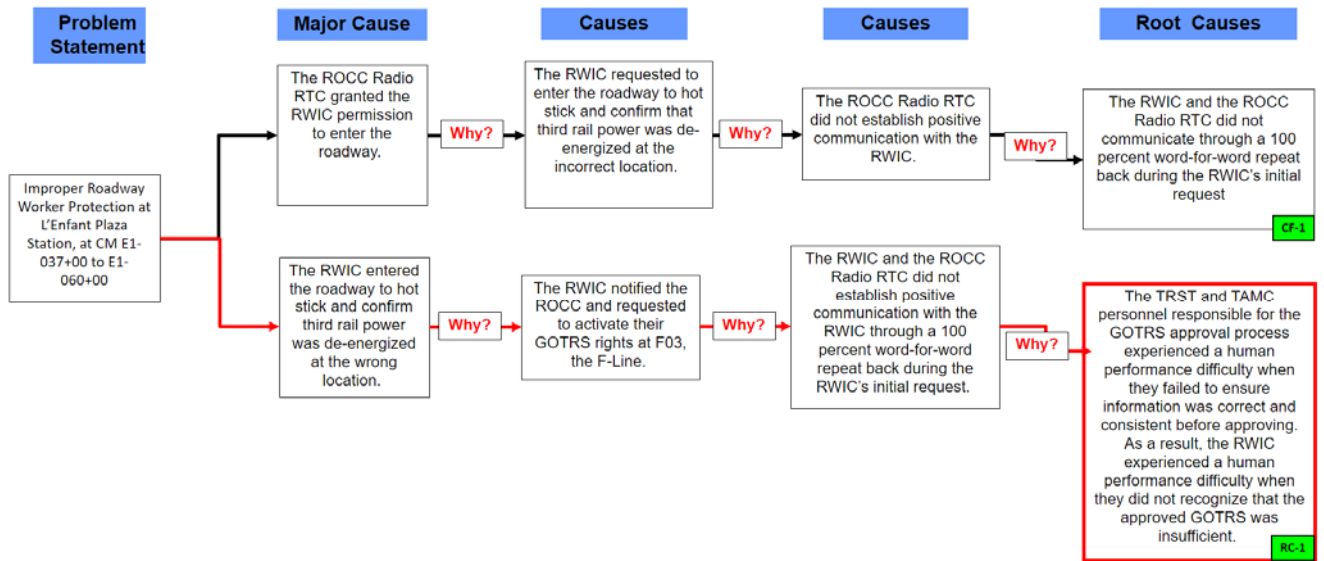 Problem
Statement
Major Cause
Causes
Causes
Root Causes
Improper Roadway
Worker Protection at
L'Enfant Plaza
Station, at CM E1-
037+00 to E1-
060+00
The ROCC Radio
RTC granted the
RWIC permission
to enter the
roadway.
Why?
The RWIC requested to
enter the roadway to hot
stick and confirm that
third rail power was de-
energized at the
incorrect location.
Why?
The ROCC Radio RTC
did not establish positive
communication with the
RWIC.
Why?
The RWIC and the ROCC
Radio RTC did not
communicate through a 100
percent word-for-word repeat
back during the RWIC's initial
request
CF-1
The RWIC entered
the roadway to hot
stick and confirm
third rail power
was de-energized
at the wrong
location.
Why?
The RWIC notified the
ROCC and requested
to activate their
GOTRS rights at F03,
the F-Line.
Why?
The RWIC and the ROCC
Radio RTC did not
establish positive
communication with the
RWIC through a 100
percent word-for-word
repeat back during the
RWIC's initial request.
Why?
The TRST and TAMC
personnel responsible for the
GOTRS approval process
experienced a human
performance difficulty when
they failed to ensure
information was correct and
consistent before approving.
As a result, the RWIC
experienced a human
performance difficulty when
they did not recognize that the
approved GOTRS was
insufficient.
RC-1